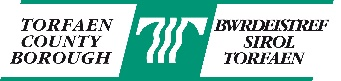 TORFAEN
COUNTY
BOROUGH
BWRDEISTREF
SIROL
TORFAEN